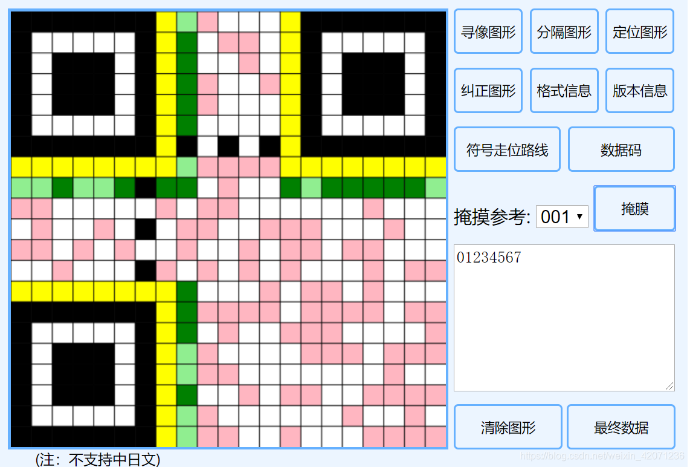 寻像图形 分隔图形 定位图形
纠正图形 格式信息 版本信息
符号走位路线 数据码
掩摸参考: 001 掩膜
01234567
清除图形 最终数据
(注：不支持中日文)